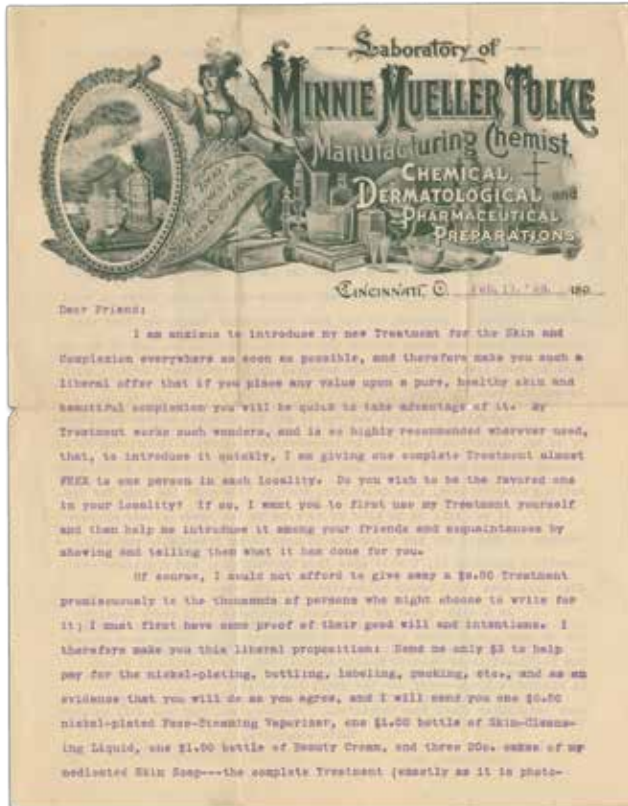 Laboratory of
MINNIE MUELLER TOLKE
Manufacturing Chemist,
CHEMICAL,
DERMATOLOGICAL and
PHARMACEUTICAL
PREPARATIONS
CINCINNATI, O. Feb. 189
Dear Friend:
I am anxious to introduce my new Treatment for the Skin and
Complexion everywhere as soon as possible, and therefore make you such a
liberal offer that if you place any value upon a pure, healthy skin and
beautiful complexion you will be quick to take advantage of it. My
Treatment works such wonders, and is so highly recommended wherever used,
that, to introduce it quickly, I am giving one complete Treatment almost
FREE to one person in each locality. Do you wish to be the favored one
in your locality? If so, I want you to first use my Treatment yourself
and then help me introduce it among your friends and acquaintances by
showing and telling them what it has done for you.
Of course, I could not afford to give away a Treatment
promiscuously to the thousands of persons who might choose to write for
it; I must first have some proof of their good will and intentions. I
therefore make you this liberal proposition: Send me only $3 to help
pay for the nickel-plating, bottling, labeling, packing, etc., and as an
evidence that you will do as you agree, and I will send you one
nickel-plated Face-Steaming Vaporizer, one $1.00 bottle of Skin-Cleans-
ing Liquid, one $1.00 bottle of Beauty Cream, and three 20c. cakes of my
medicated Skin Soap---the complete Treatment (exactly as it is photo-